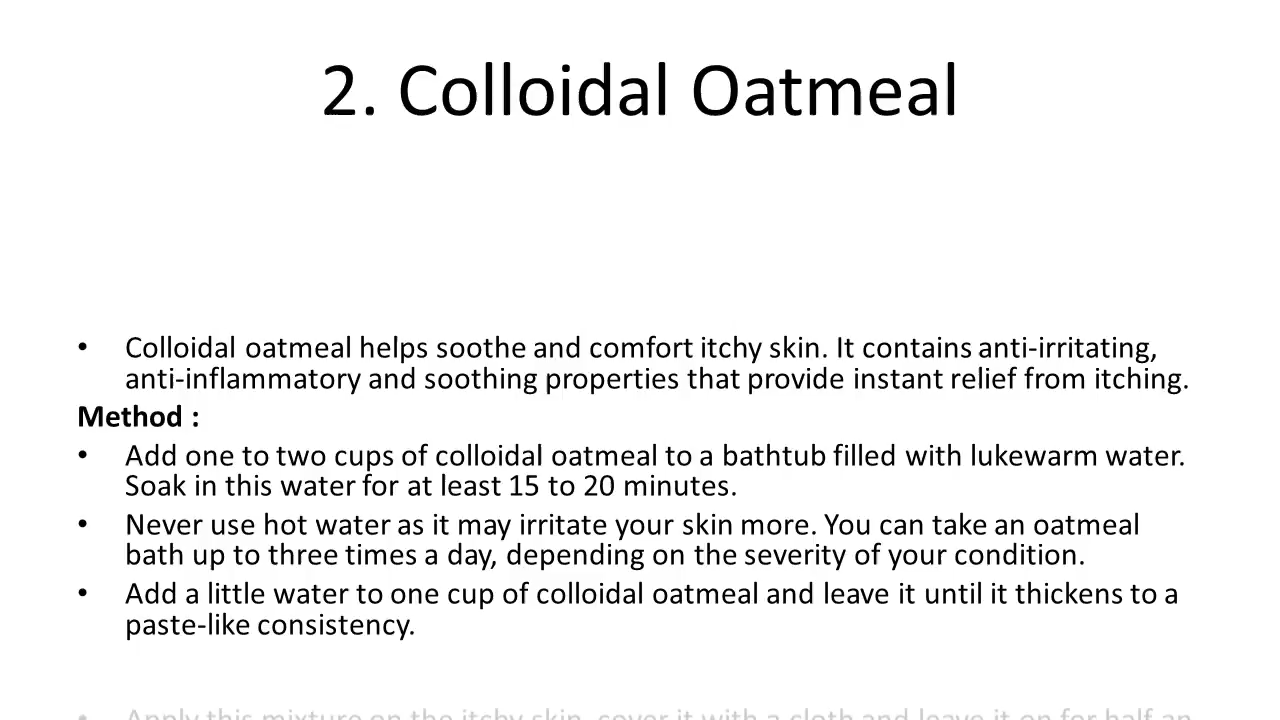 2. Colloidal Oatmeal
• Colloidal oatmeal helps soothe and comfort itchy skin. It contains anti-irritating,
anti-inflammatory and soothing properties that provide instant relief from itching.
Method :
• Add one to two cups of colloidal oatmeal to a bathtub filled with lukewarm water.
Soak in this water for at least 15 to 20 minutes.
• Never use hot water as it may irritate your skin more. You can take an oatmeal
bath up to three times a day, depending on the severity of your condition.
• Add a little water to one cup of colloidal oatmeal and leave it until it thickens to a
paste-like consistency.
• Apply this mixture on the itchy skin, cover it with a cloth and leave it on for half an